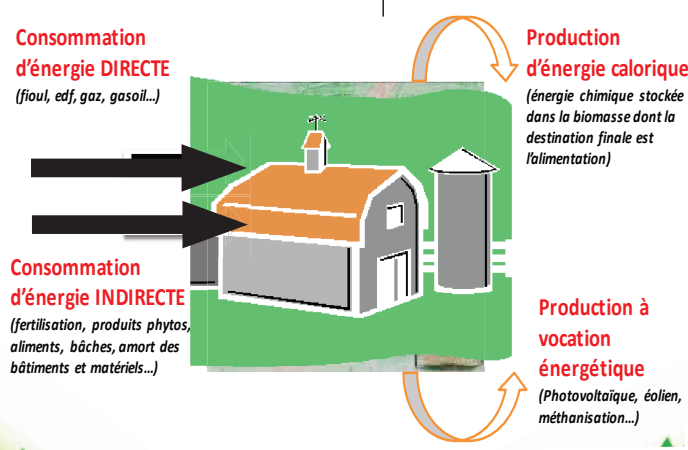 Consommation
d'énergie DIRECTE
(fioul, edf, gaz, gasoil...)
Consommation
d'énergie INDIRECTE
(fertilisation, produits phytos,
aliments, bâches, amort des
bâtiments et matériels...)
Production
d'énergie calorique
(énergie chimique stockée
dans la biomasse dont la
destination finale est
l'alimentation)
Production à
vocation
énergétique
(Photovoltaïque, éolien,
méthanisation...)